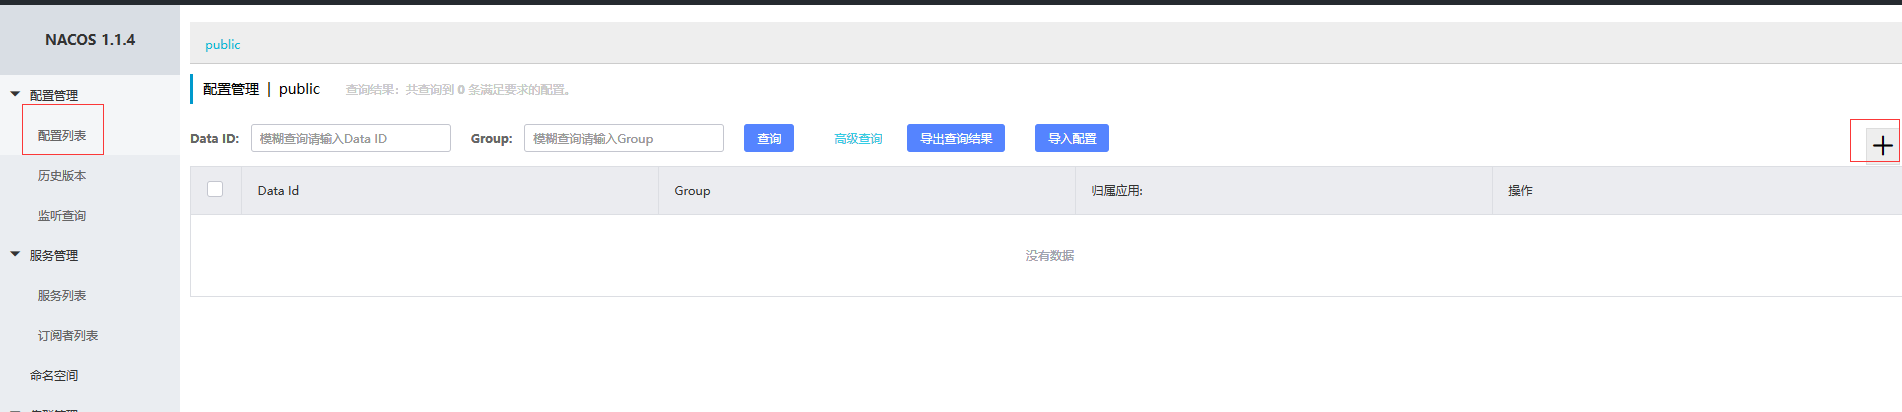 NACOS 1.1.4
public
配置管理
配置管理 | public 查询结果：共查询到 0 条满足要求的配置。
配置列表
Data ID: 模糊查询请输入Data ID Group: 模糊查询请输入Group 查询 高级查询 导出查询结果 导入配置
历史版本
Data Id Group 归属应用: 操作
监听查询
服务管理
没有数据
服务列表
订阅者列表
命名空间